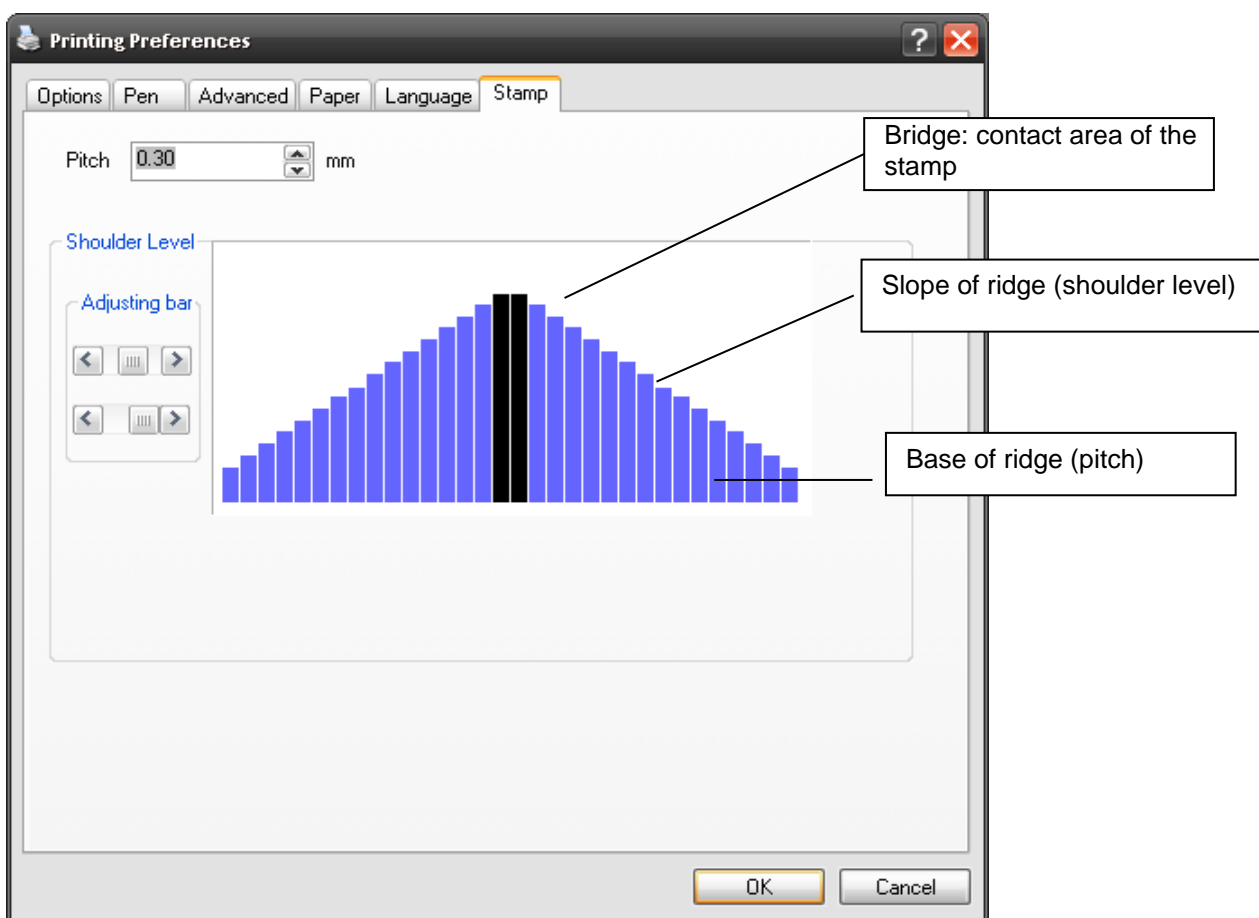 Printing Preferences
Options Pen Advanced Paper Language Stamp
Pitch 0.30 mm
Bridge: contact area of the
stamp
Shoulder Level
Adjusting bar
Slope of ridge (shoulder level)
Base of ridge (pitch)
OK Cancel